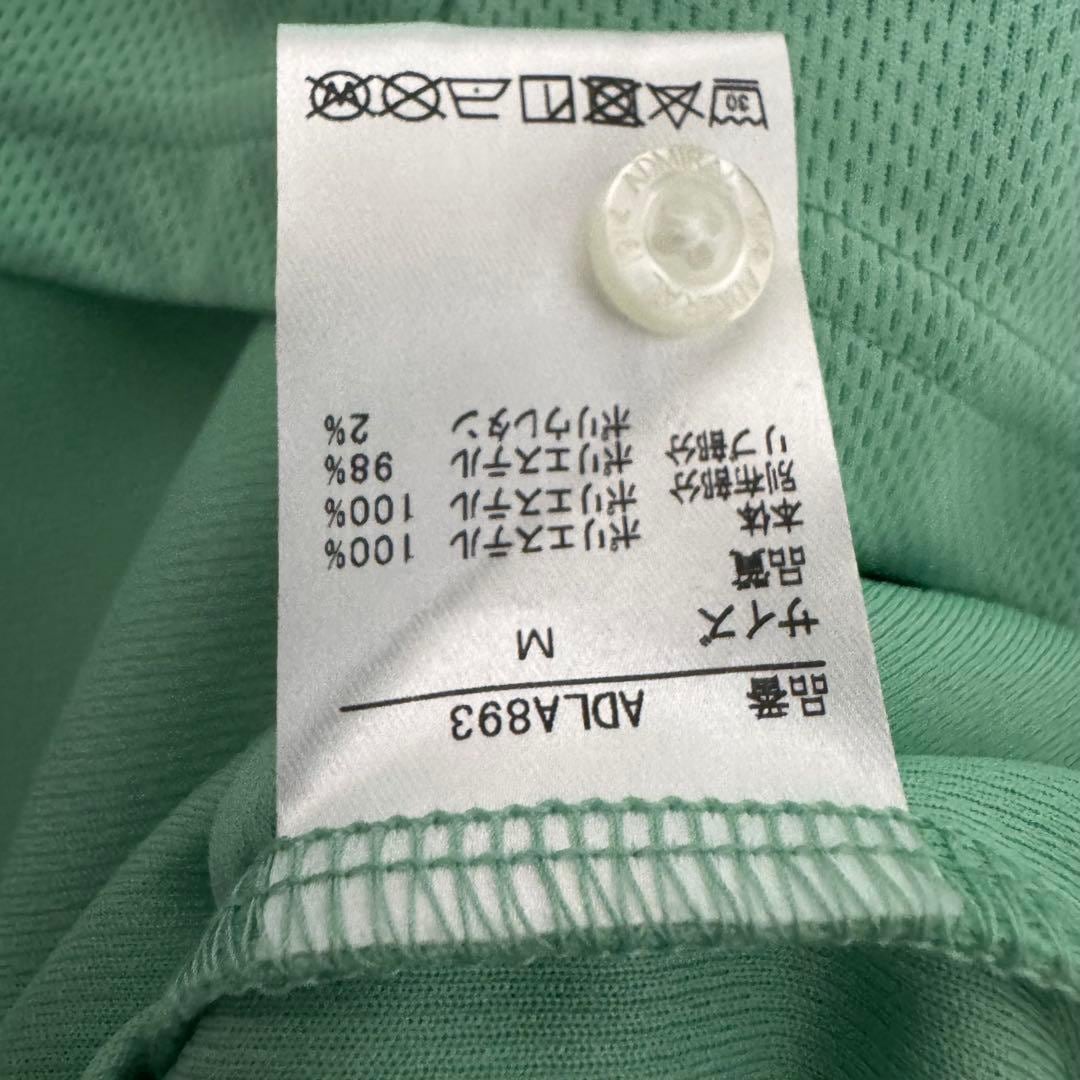 品番 ADLA893
サイズ M
品質
本体 ポリエステル 100%
別布部分 ポリエステル 100%
リブ部分 ポリエステル 98%
ポリウレタン 2%
30
W